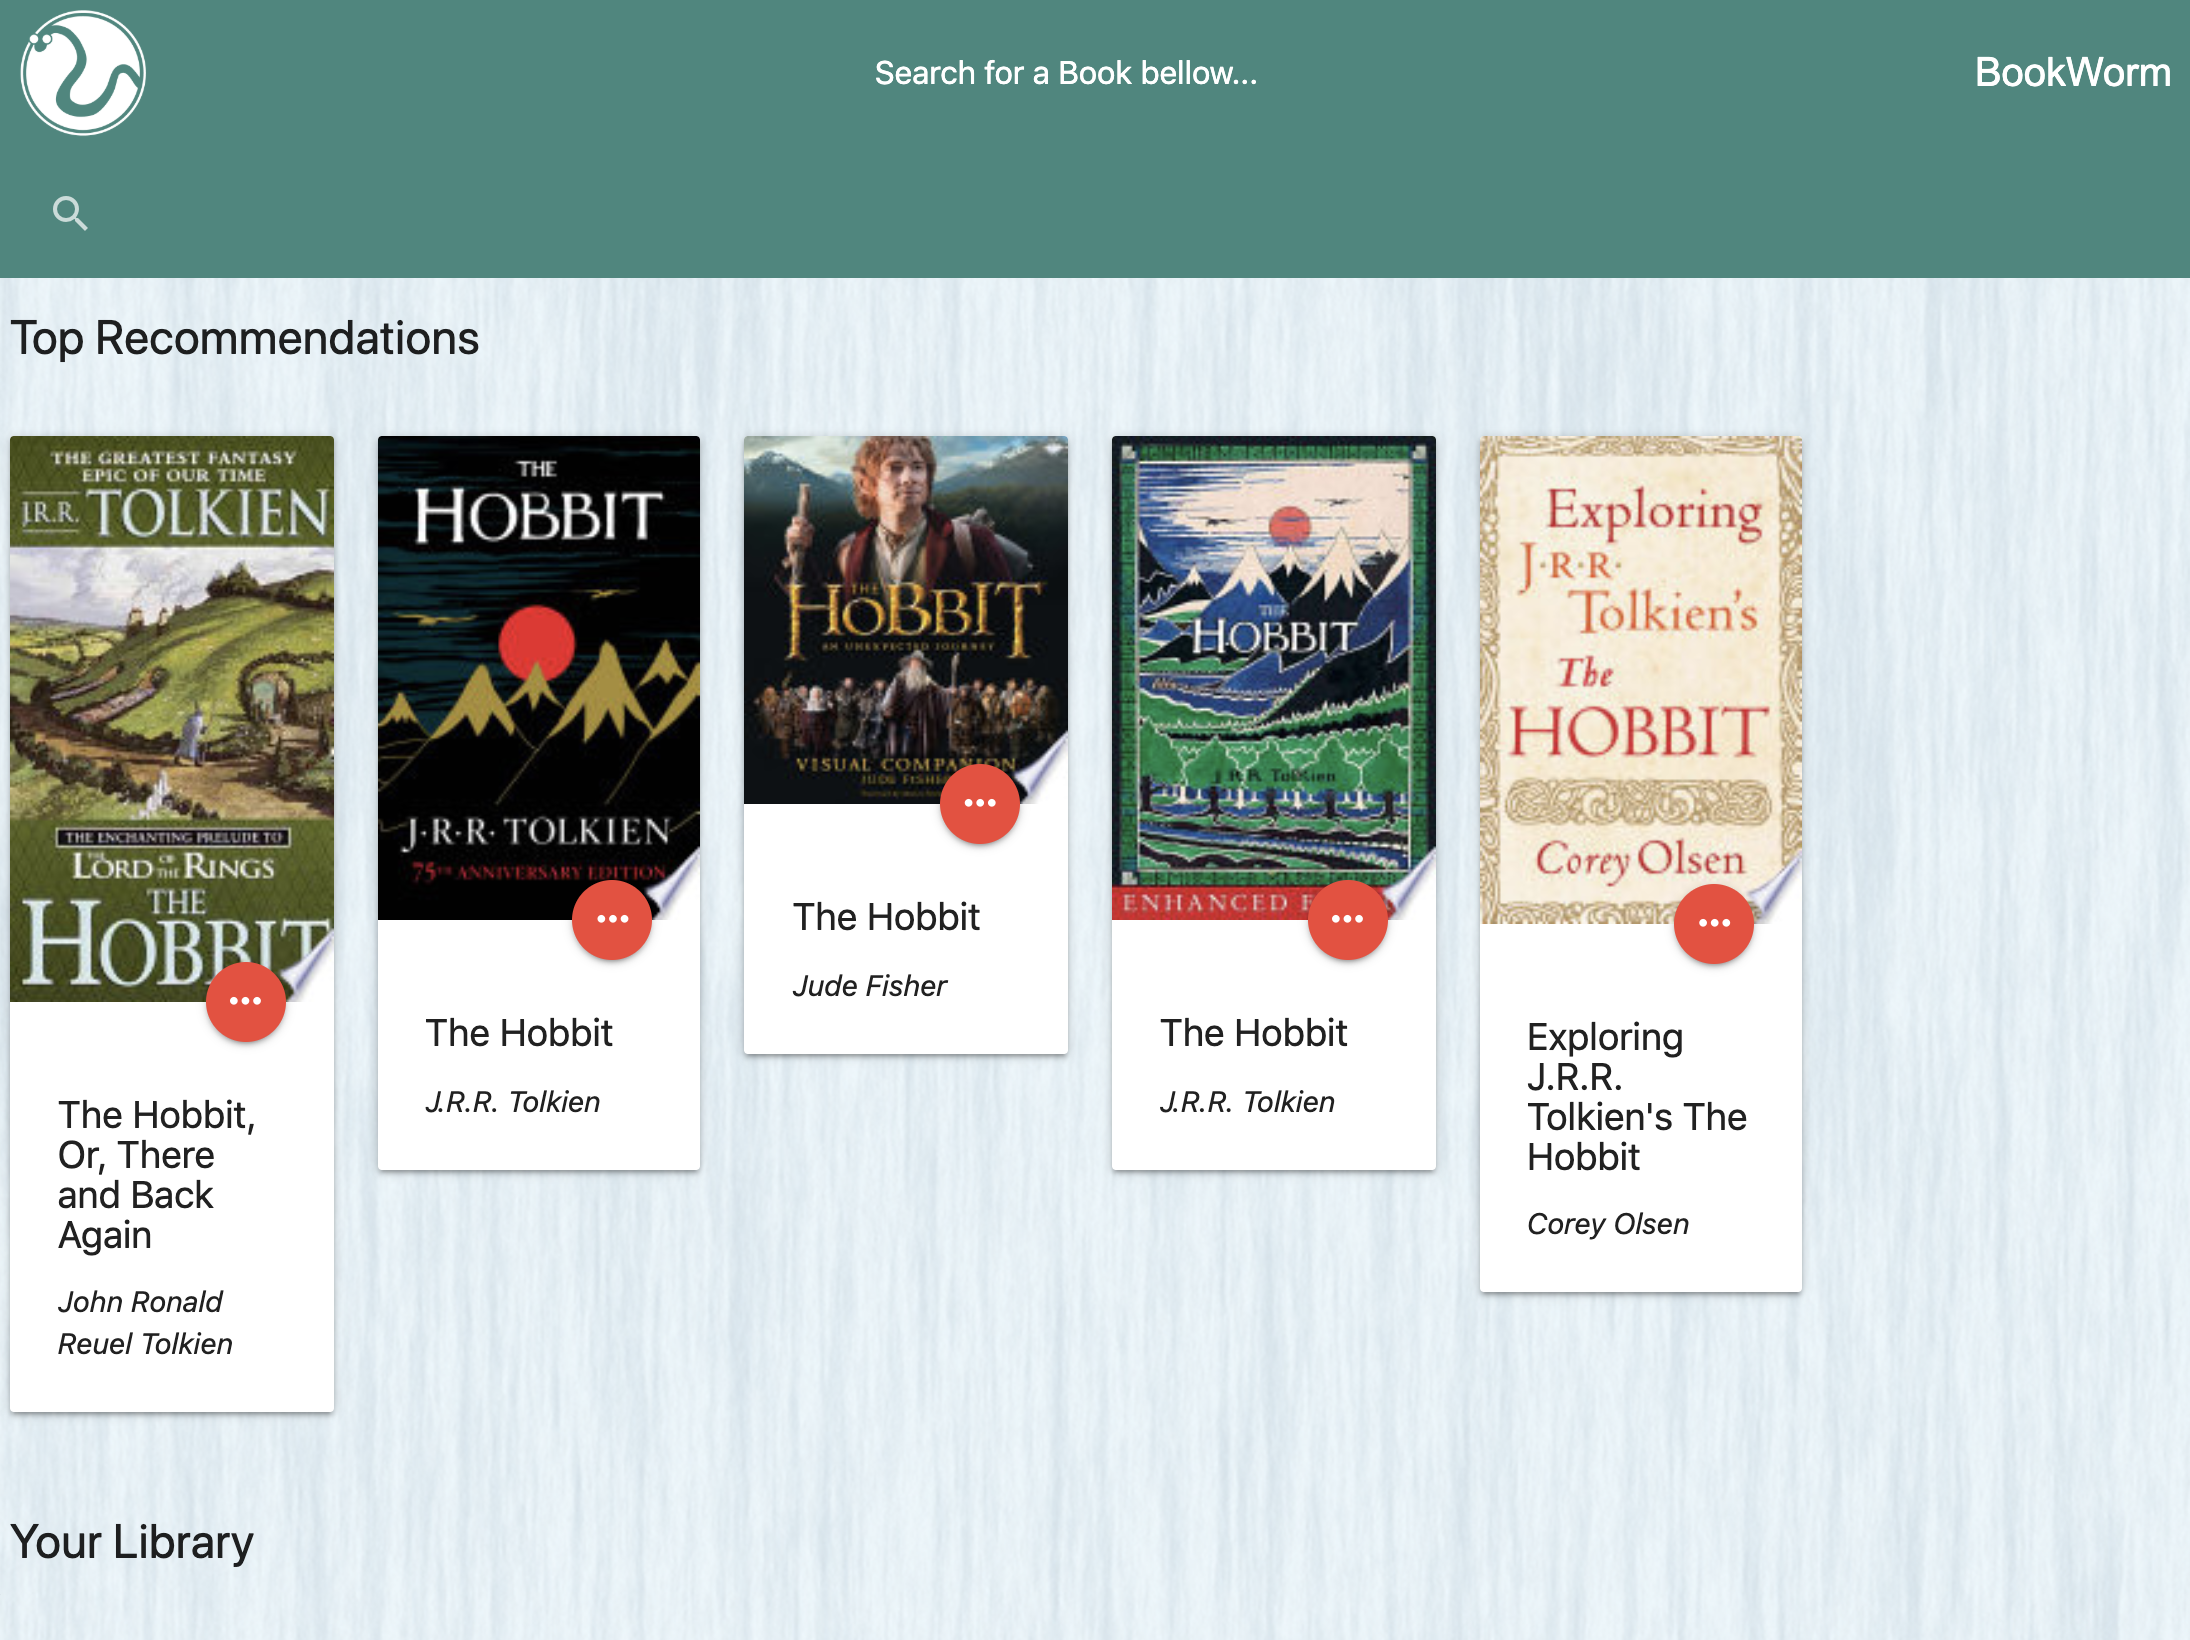 Search for a Book bellow...
BookWorm
Top Recommendations
THE GREATEST FANTASY
EPIC OF OUR TIME
J.R.R. TOLKIEN
THE ENCHANTING PRELUDE TO
THE LORD OF THE RINGS
THE
HOBBIT
The Hobbit,
Or, There
and Back
Again
John Ronald
Reuel Tolkien
THE
HOBBIT
J·R·R·TOLKIEN
75TH ANNIVERSARY EDITION
The Hobbit
J.R.R. Tolkien
THE
HOBBIT
AN UNEXPECTED JOURNEY
VISUAL COMPANION
JUDE FISHER
The Hobbit
Jude Fisher
THE
HOBBIT
J R R Tolkien
ENHANCED
The Hobbit
J.R.R. Tolkien
Exploring
J·R·R·
Tolkien's
The
HOBBIT
Corey Olsen
Exploring
J.R.R.
Tolkien's The
Hobbit
Corey Olsen
Your Library